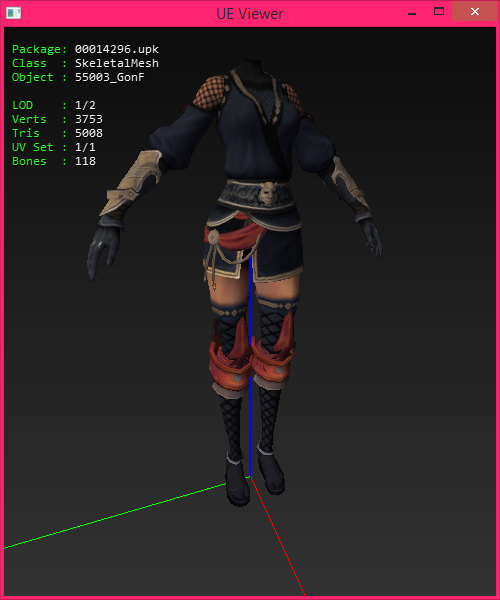 UE Viewer
Package: 00014296.upk
Class : SkeletalMesh
Object : 55003_GonF
LOD : 1/2
Verts : 3753
Tris : 5008
UV Set : 1/1
Bones : 118